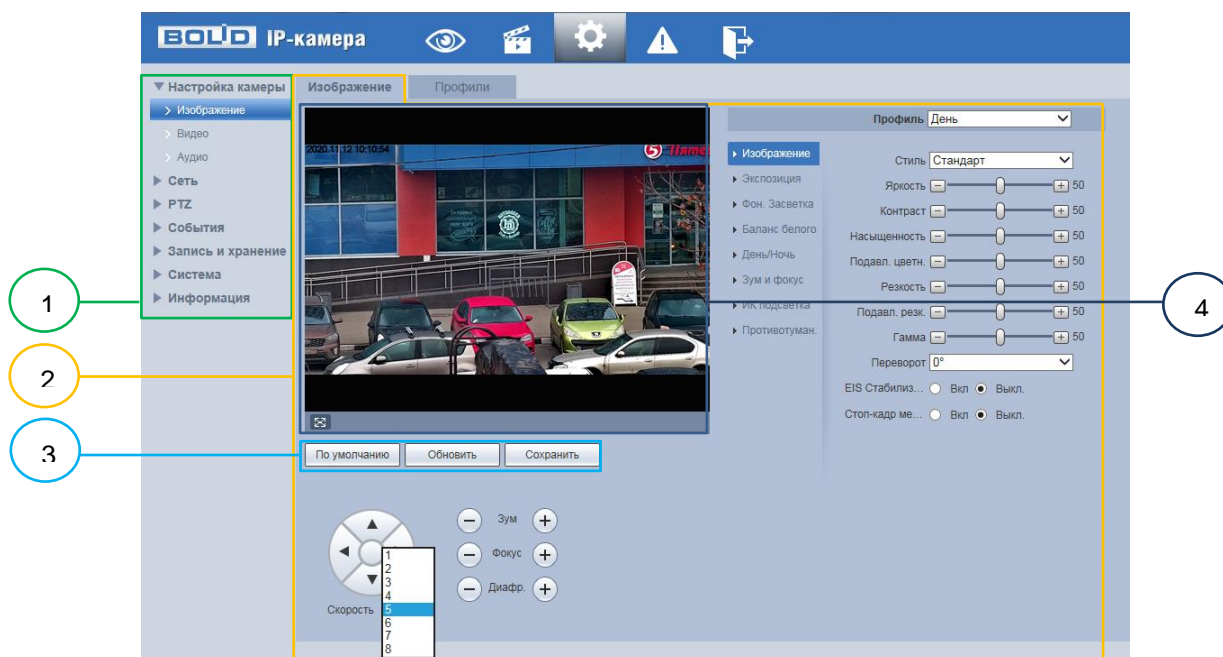 BOLID IP-камера
Настройка камеры
Изображение
Видео
Аудио
Сеть
PTZ
События
Запись и хранение
Система
Информация
1
2
3
4
Изображение
Профили
2020.11.12 10:10:54
5
Профиль День
Изображение
Экспозиция
Фон. Засветка
Баланс белого
День/Ночь
Зум и фокус
ИК подсветка
Противотуман.
Стиль Стандарт
Яркость 50
Контраст 50
Насыщенность 50
Подавл. цветн. 50
Резкость 50
Подавл. резк. 50
Гамма 50
Переворот 0°
EIS Стабилиз... Вкл Выкл.
Стоп-кадр ме... Вкл Выкл.
По умолчанию Обновить Сохранить
Зум
Фокус
Диафр.
Скорость
1
2
3
4
5
6
7
8